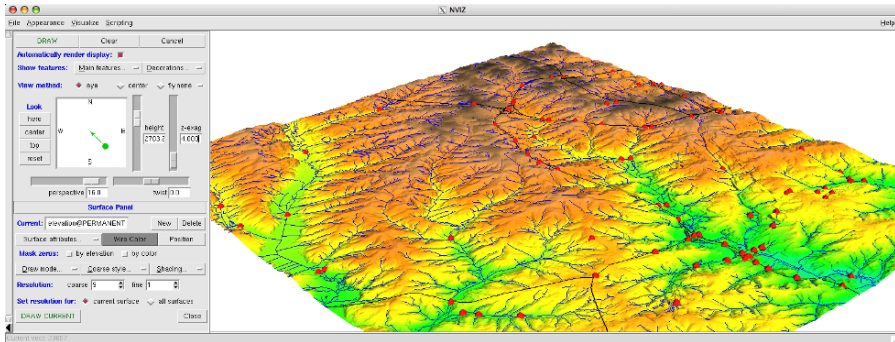 NVIZ
File Appearance Visualize Scripting Help
DRAW Clear Cancel
Automatically render display:
Show features: Main features... Decorations...
View method: eye center fly none
Look
here
center
top
reset
N
W
S
height
z-exag
2703.2
4.000
perspective 16.0 twist 0.0
Surface Panel
Current: elevation@PERMANENT New Delete
Surface attributes... Wire Color Position
Mask zeros: by elevation by color
Draw mode... Coarse style... Shading...
Resolution: coarse 9 fine 1
Set resolution for: current surface all surfaces
DRAW CURRENT Close